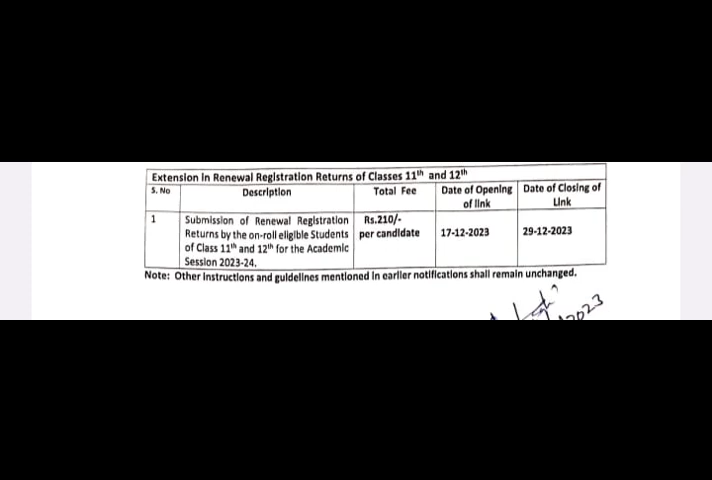 Extension in Renewal Registration Returns of Classes 11th and 12th
S. No Description Total Fee Date of Opening of link Date of Closing of Link
1 Submission of Renewal Registration Returns by the on-roll eligible Students of Class 11th and 12th for the Academic Session 2023-24. Rs.210/- per candidate 17-12-2023 29-12-2023
Note: Other instructions and guidelines mentioned in earlier notifications shall remain unchanged.
2023